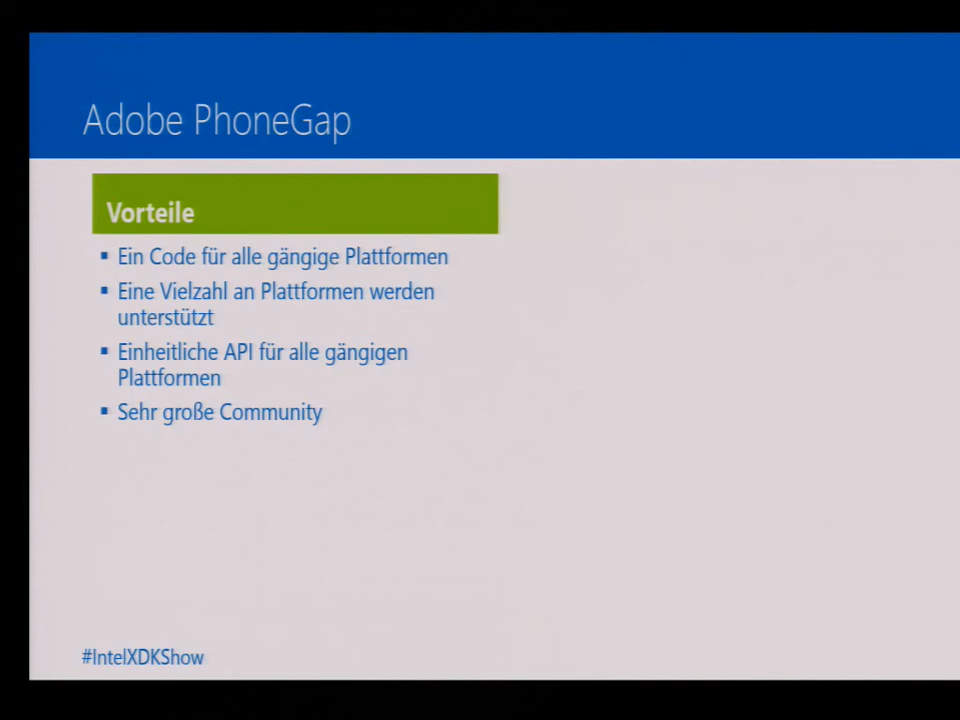 Adobe PhoneGap
Vorteile
▪ Ein Code für alle gängige Plattformen
▪ Eine Vielzahl an Plattformen werden
unterstützt
▪ Einheitliche API für alle gängigen
Plattformen
▪ Sehr große Community
#IntelXDKShow